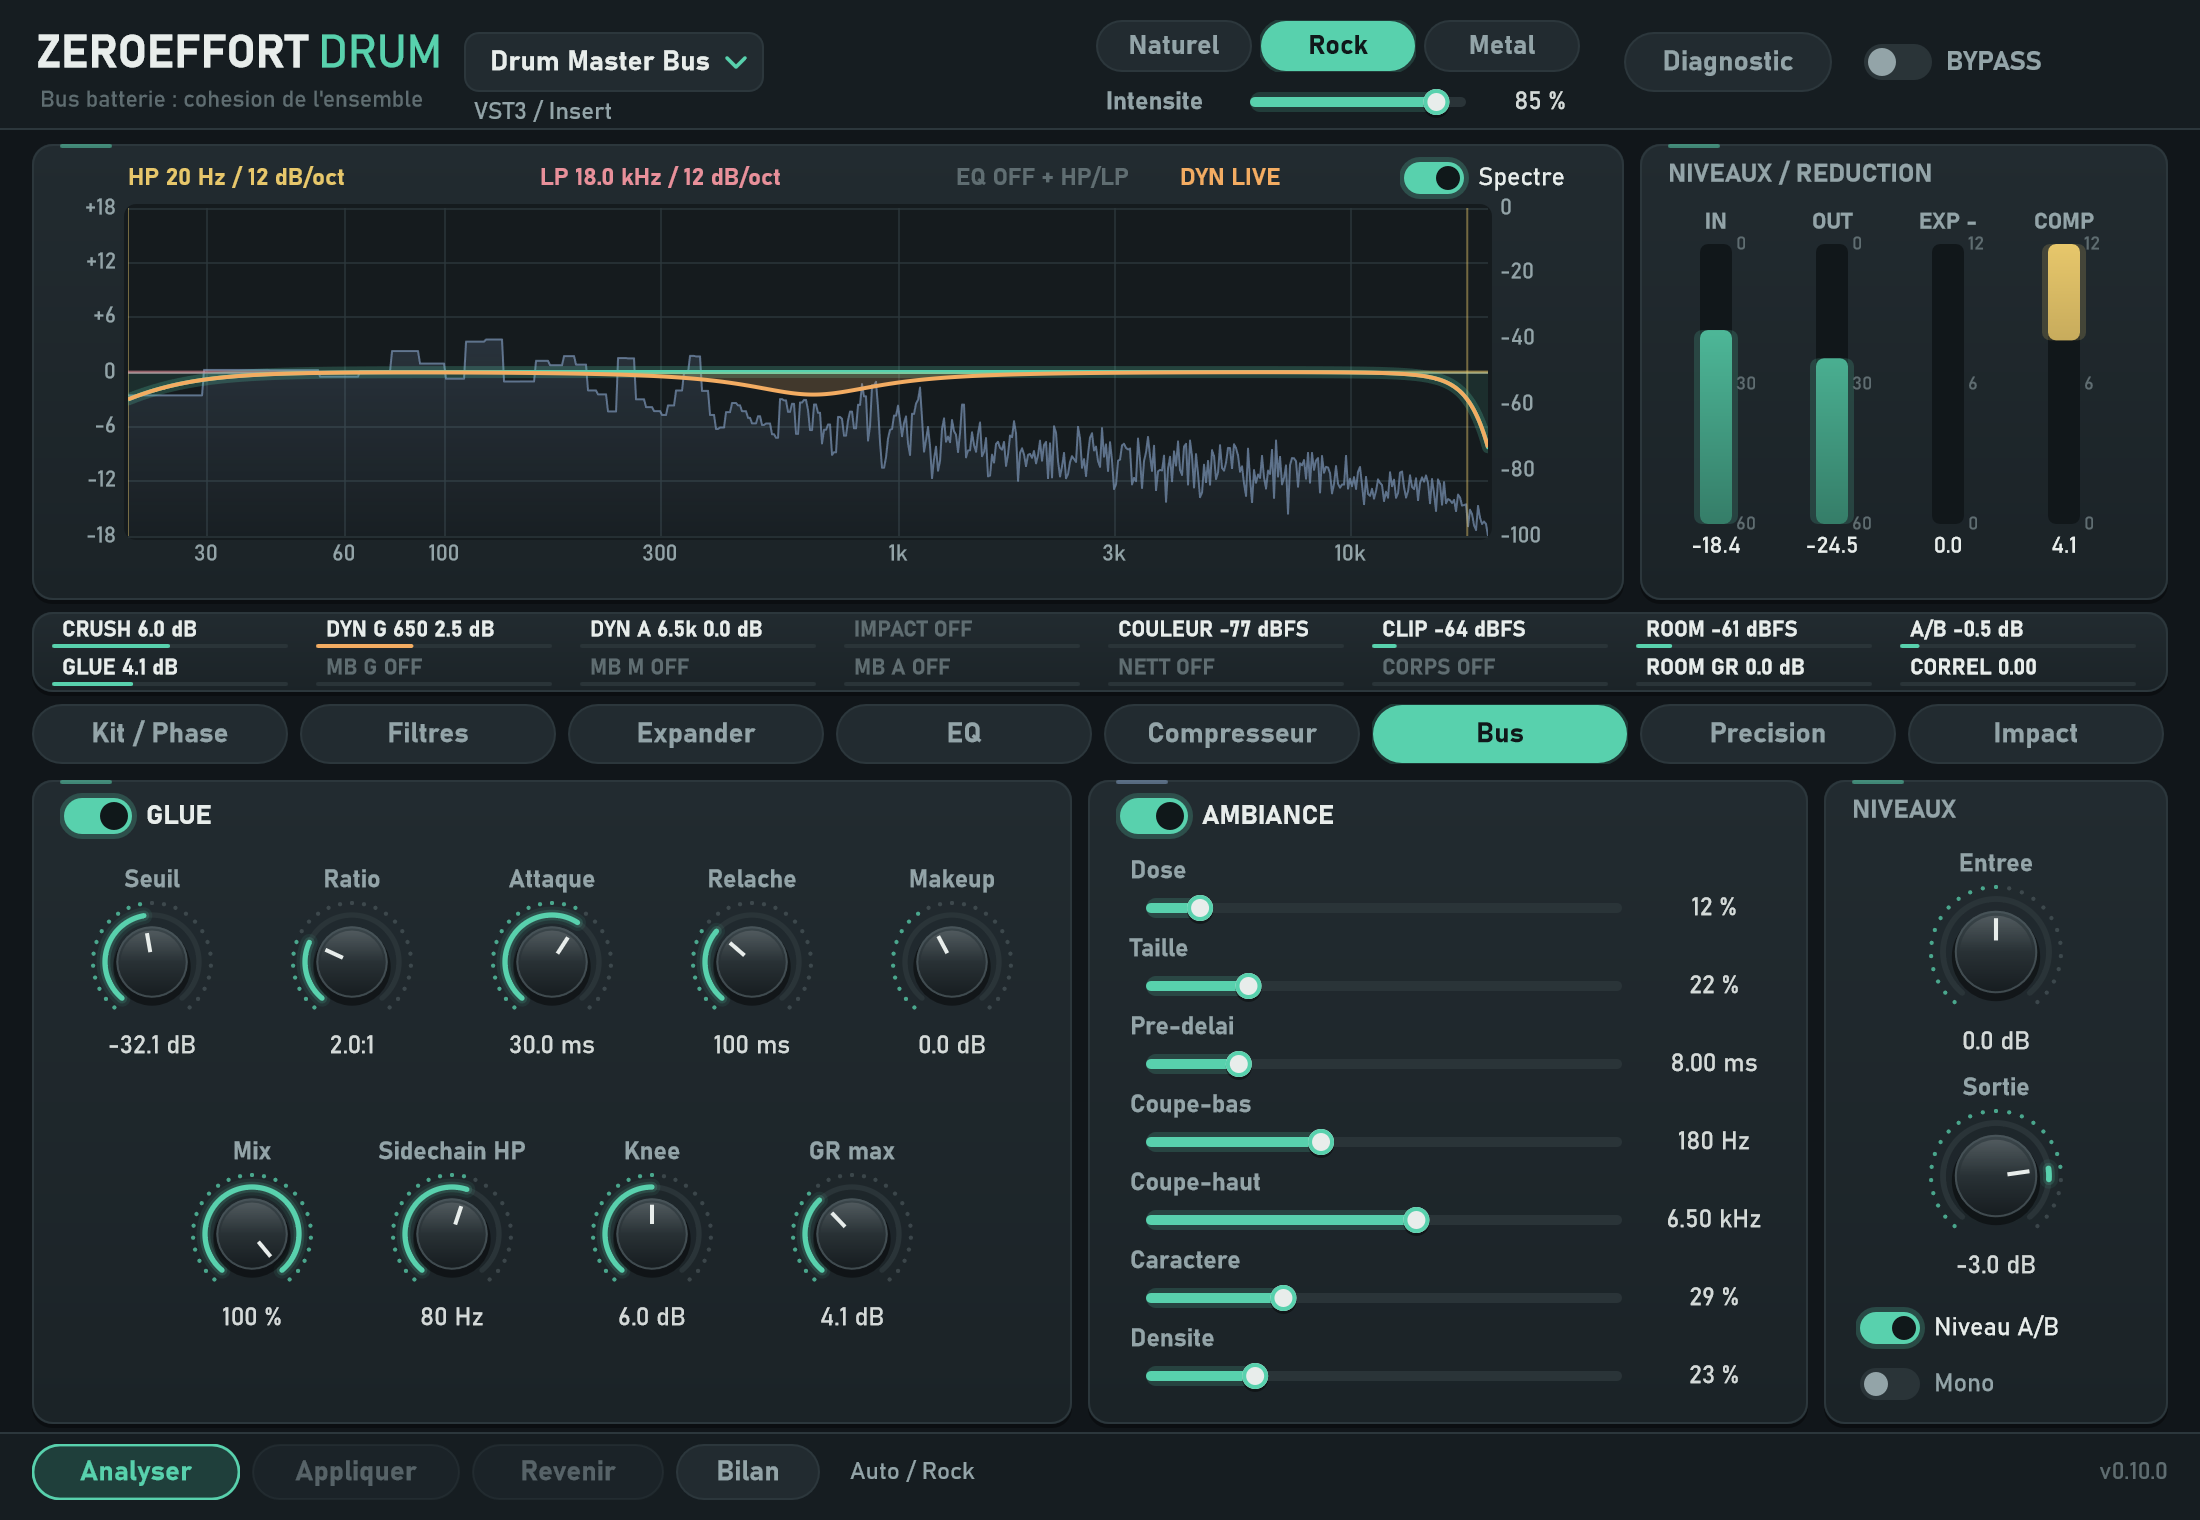 ZEROEFFORT DRUM
Bus batterie : cohesion de l'ensemble
Drum Master Bus
VST3 / Insert
Naturel Rock Metal
Intensite 85 %
Diagnostic
BYPASS
HP 20 Hz / 12 dB/oct LP 18.0 kHz / 12 dB/oct EQ OFF + HP/LP DYN LIVE Spectre
+18 0
+12 -20
+6 -40
0
-6 -60
-12 -80
-18 -100
30 60 100 300 1k 3k 10k
NIVEAUX / REDUCTION
IN OUT EXP - COMP
0 0 12 12
30 30 6 6
60 60 0 0
-18.4 -24.5 0.0 4.1
CRUSH 6.0 dB DYN G 650 2.5 dB DYN A 6.5k 0.0 dB IMPACT OFF COULEUR -77 dBFS CLIP -64 dBFS ROOM -61 dBFS A/B -0.5 dB
GLUE 4.1 dB MB G OFF MB M OFF MB A OFF NETT OFF CORPS OFF ROOM GR 0.0 dB CORREL 0.00
Kit / Phase Filtres Expander EQ Compresseur Bus Precision Impact
GLUE
Seuil Ratio Attaque Relache Makeup
-32.1 dB 2.0:1 30.0 ms 100 ms 0.0 dB
Mix Sidechain HP Knee GR max
100 % 80 Hz 6.0 dB 4.1 dB
AMBIANCE
Dose
12 %
Taille
22 %
Pre-delai
8.00 ms
Coupe-bas
180 Hz
Coupe-haut
6.50 kHz
Caractere
29 %
Densite
23 %
NIVEAUX
Entree
0.0 dB
Sortie
-3.0 dB
Niveau A/B
Mono
Analyser Appliquer Revenir Bilan Auto / Rock v0.10.0